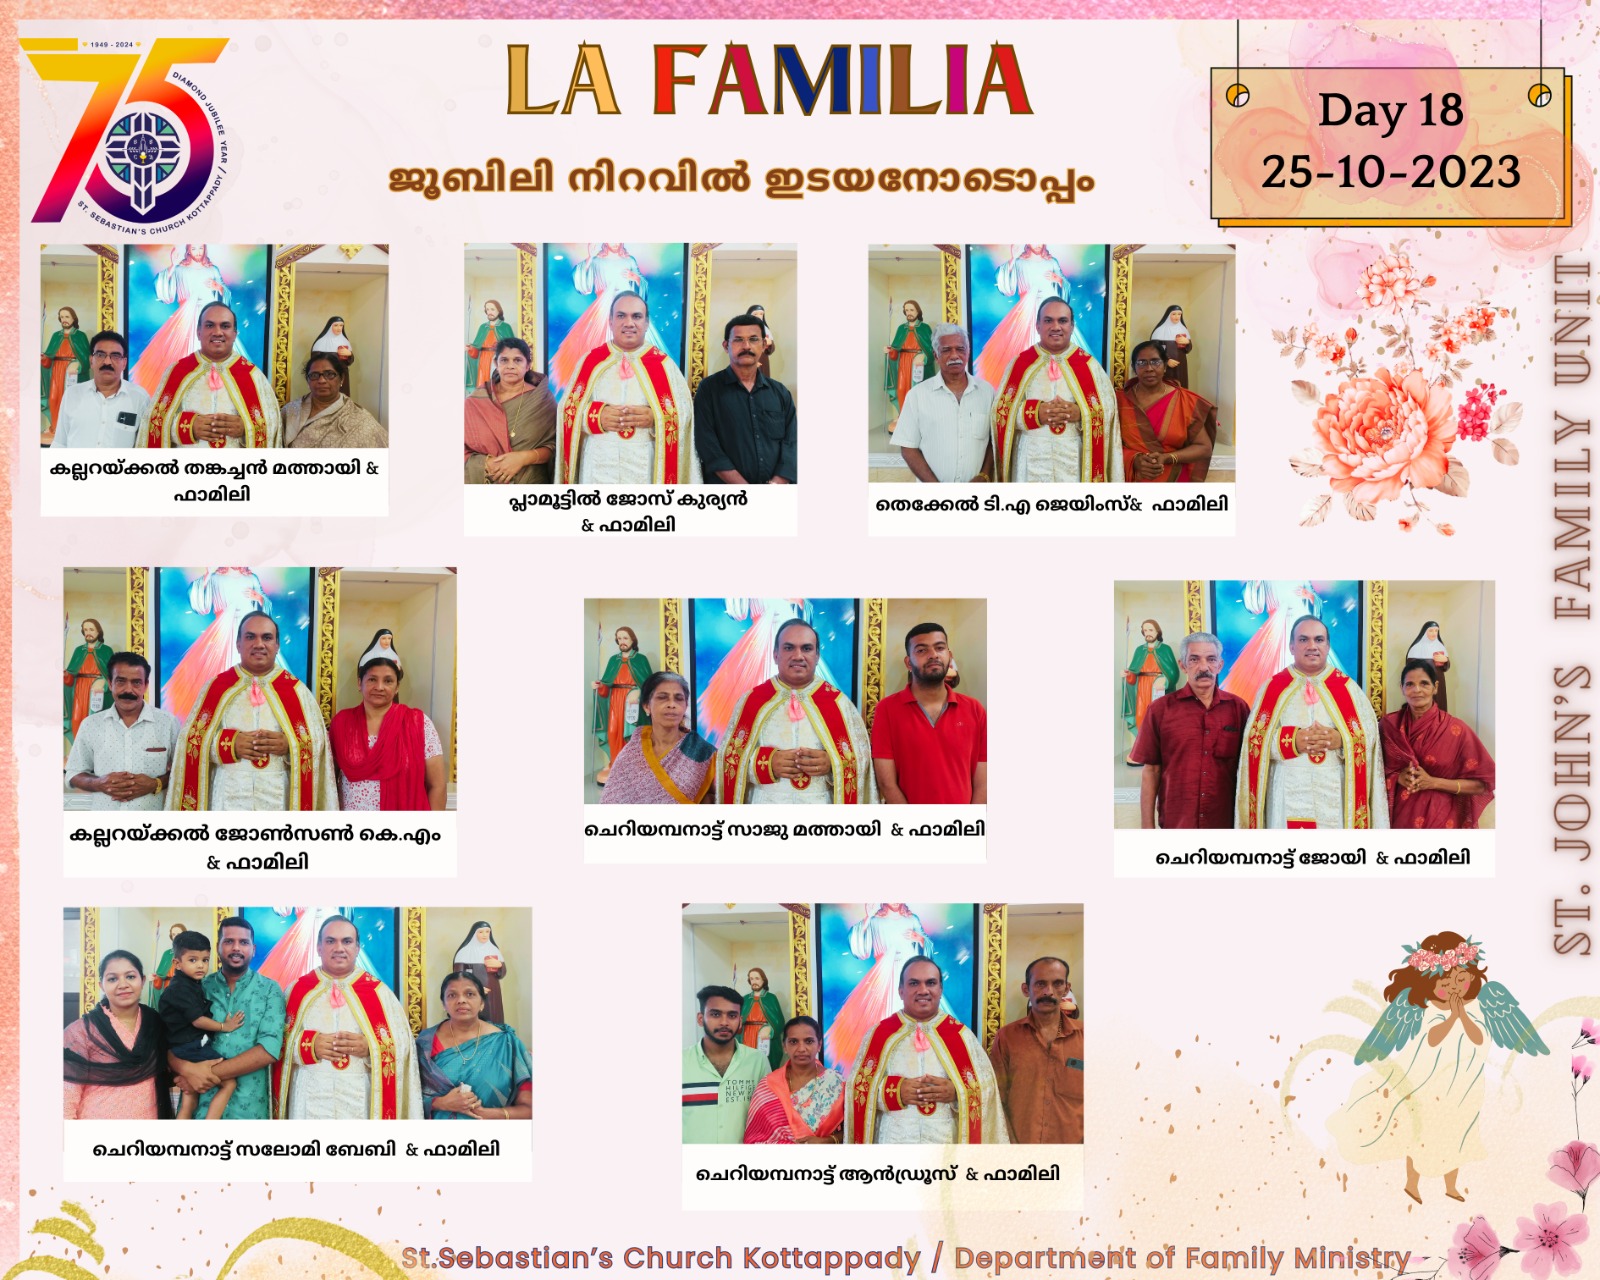 1949 - 2024
75
DIAMOND JUBILEE YEAR /
ST. SEBASTIAN'S CHURCH KOTTAPPADY /
LA FAMILIA
ജൂബിലി നിറവിൽ ഇടയനോടൊപ്പം
Day 18
25-10-2023
കല്ലറയ്ക്കൽ തങ്കച്ചൻ മത്തായി &
ഫാമിലി
പ്ലാമൂട്ടിൽ ജോസ് കുര്യൻ
& ഫാമിലി
തെക്കേൽ ടി.എ ജെയിംസ്& ഫാമിലി
കല്ലറയ്ക്കൽ ജോൺസൺ കെ.എം
& ഫാമിലി
ചെറിയമ്പനാട്ട് സാജു മത്തായി & ഫാമിലി
ചെറിയമ്പനാട്ട് ജോയി & ഫാമിലി
ചെറിയമ്പനാട്ട് സലോമി ബേബി & ഫാമിലി
ചെറിയമ്പനാട്ട് ആൻഡ്രൂസ് & ഫാമിലി
ST. JOHN'S FAMILY UNIT
St.Sebastian's Church Kottappady / Department of Family Ministry